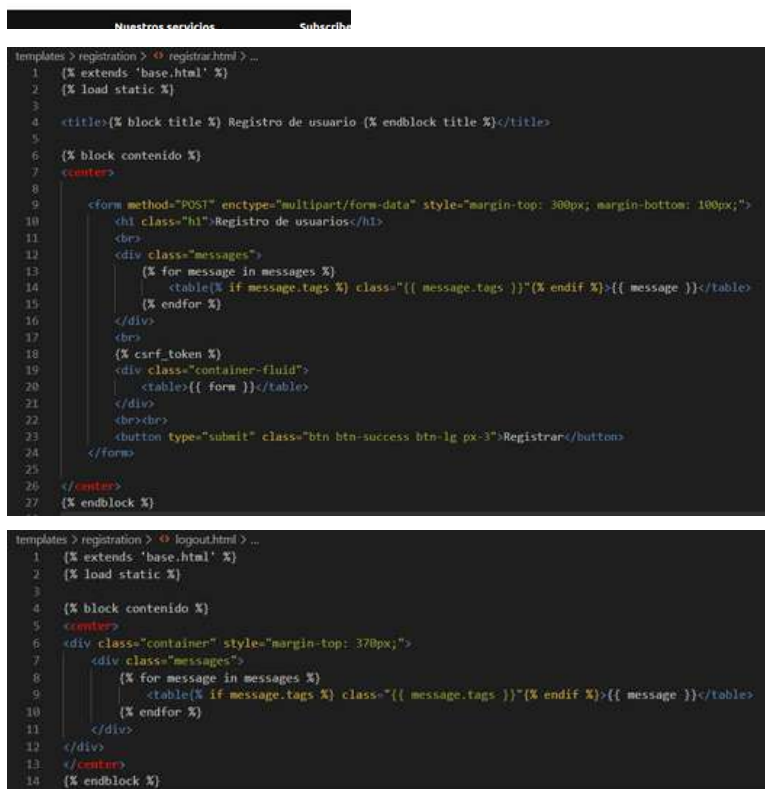 Nuestros servicios Subscribe
templates > registration > registrar.html > ...
1 {% extends 'base.html' %}
2 {% load static %}
3
4 <title>{% block title %} Registro de usuario {% endblock title %}</title>
5
6 {% block contenido %}
7 <center>
8
9 <form method="POST" enctype="multipart/form-data" style="margin-top: 300px; margin-bottom: 100px;">
10 <h1 class="h1">Registro de usuarios</h1>
11 <br>
12 <div class="messages">
13 {% for message in messages %}
14 <table{% if message.tags %} class="{{ message.tags }}"{% endif %}>{{ message }}</table>
15 {% endfor %}
16 </div>
17 <br>
18 {% csrf_token %}
19 <div class="container-fluid">
20 <table>{{ form }}</table>
21 </div>
22 <br><br>
23 <button type="submit" class="btn btn-success btn-lg px-3">Registrar</button>
24 </form>
25
26 </center>
27 {% endblock %}
templates > registration > logout.html > ...
1 {% extends 'base.html' %}
2 {% load static %}
3
4 {% block contenido %}
5 <center>
6 <div class="container" style="margin-top: 370px;">
7 <div class="messages">
8 {% for message in messages %}
9 <table{% if message.tags %} class="{{ message.tags }}"{% endif %}>{{ message }}</table>
10 {% endfor %}
11 </div>
12 </div>
13 </center>
14 {% endblock %}